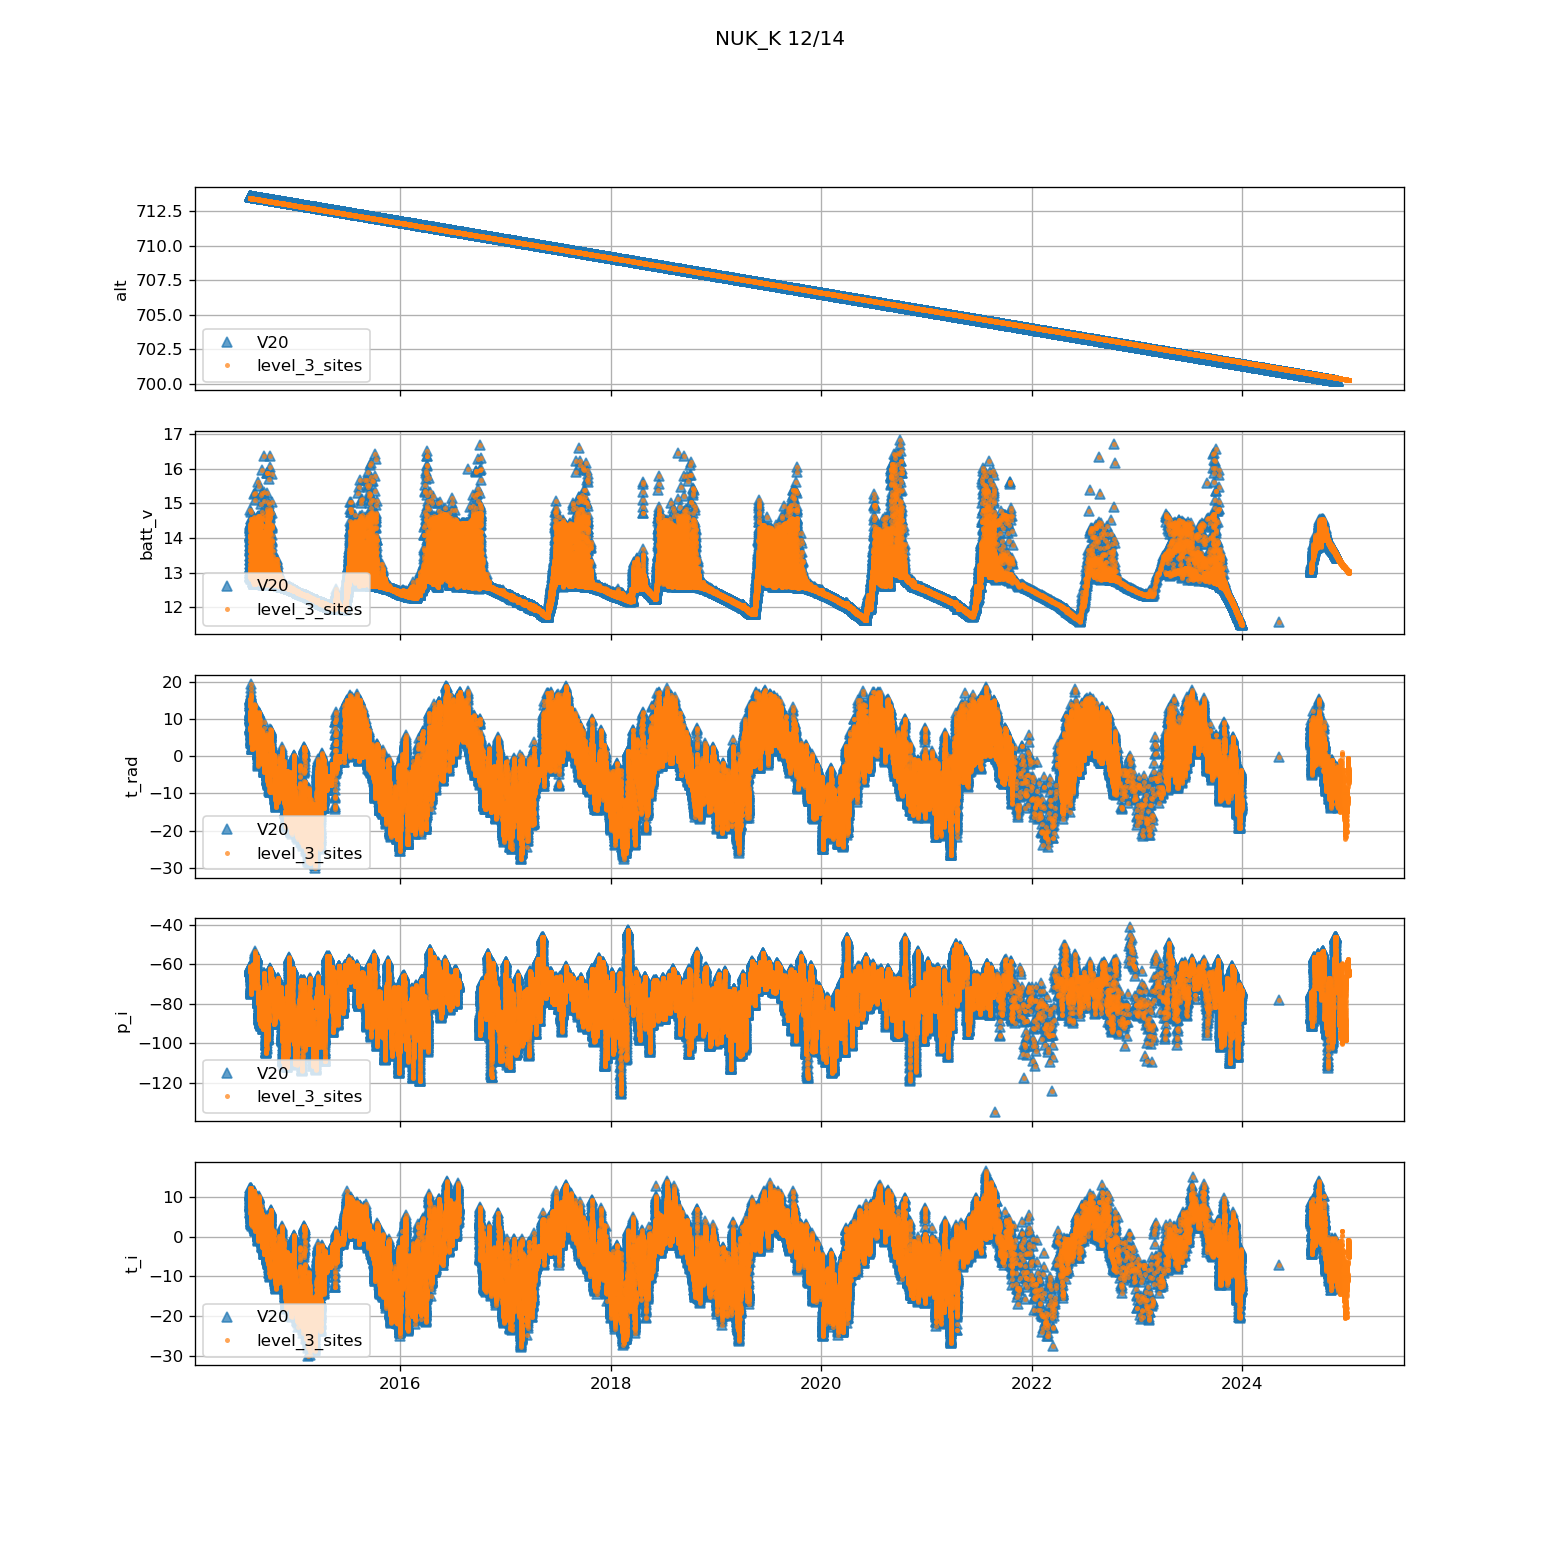 NUK_K 12/14
712.5
710.0
707.5
705.0
702.5
700.0
alt
V20
level_3_sites
17
16
15
14
13
12
batt_v
V20
level_3_sites
20
10
0
−10
−20
−30
t_rad
V20
level_3_sites
−40
−60
−80
−100
−120
p_i
V20
level_3_sites
10
0
−10
−20
−30
t_i
V20
level_3_sites
2016 2018 2020 2022 2024